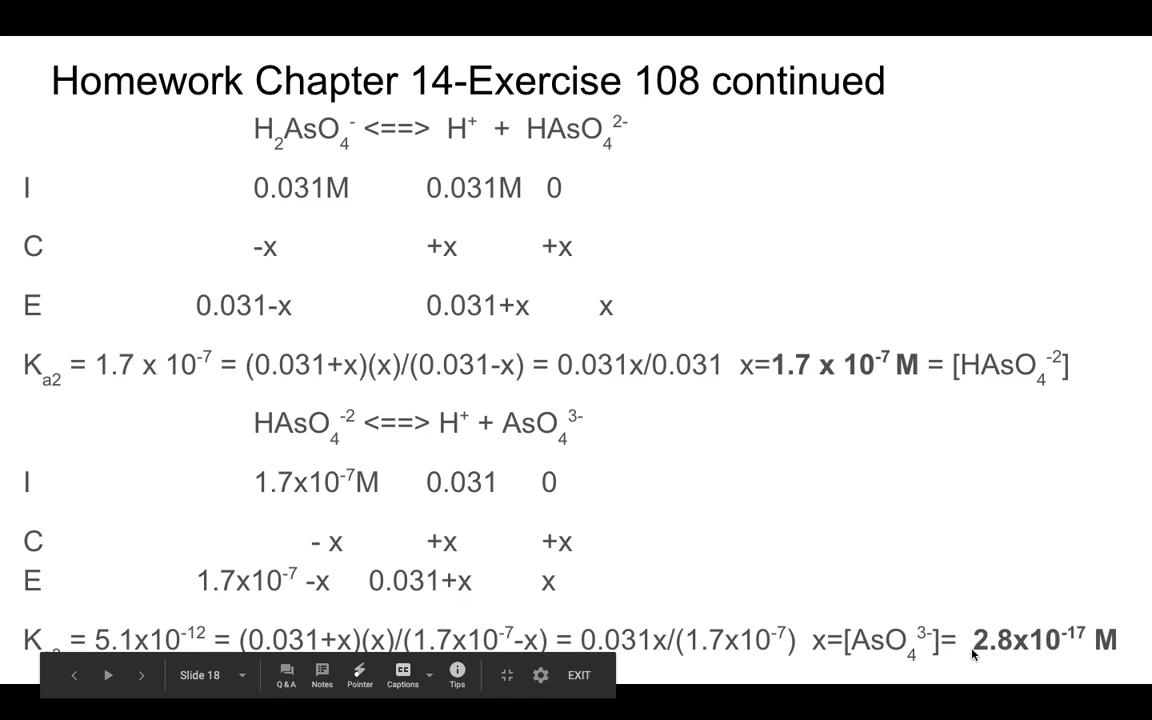 Homework Chapter 14-Exercise 108 continued
H₂AsO₄⁻ <==> H⁺ + HAsO₄²⁻
I 0.031M 0.031M 0
C -x +x +x
E 0.031-x 0.031+x x
Kₐ₂ = 1.7 x 10⁻⁷ = (0.031+x)(x)/(0.031-x) = 0.031x/0.031 x=1.7 x 10⁻⁷ M = [HAsO₄⁻²]
HAsO₄⁻² <==> H⁺ + AsO₄³⁻
I 1.7x10⁻⁷M 0.031 0
C - x +x +x
E 1.7x10⁻⁷ -x 0.031+x x
K = 5.1x10⁻¹² = (0.031+x)(x)/(1.7x10⁻⁷-x) = 0.031x/(1.7x10⁻⁷) x=[AsO₄³⁻]= 2.8x10⁻¹⁷ M
Slide 18 Q & A Notes Pointer Captions Tips EXIT